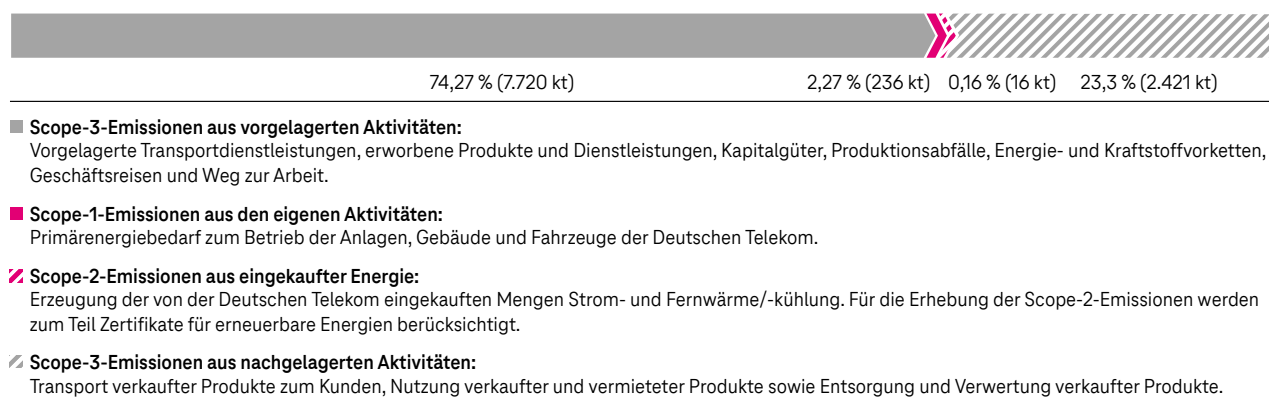 74,27 % (7.720 kt) 2,27 % (236 kt) 0,16 % (16 kt) 23,3 % (2.421 kt)
Scope-3-Emissionen aus vorgelagerten Aktivitäten:
Vorgelagerte Transportdienstleistungen, erworbene Produkte und Dienstleistungen, Kapitalgüter, Produktionsabfälle, Energie- und Kraftstoffvorketten,
Geschäftsreisen und Weg zur Arbeit.
Scope-1-Emissionen aus den eigenen Aktivitäten:
Primärenergiebedarf zum Betrieb der Anlagen, Gebäude und Fahrzeuge der Deutschen Telekom.
Scope-2-Emissionen aus eingekaufter Energie:
Erzeugung der von der Deutschen Telekom eingekauften Mengen Strom- und Fernwärme/-kühlung. Für die Erhebung der Scope-2-Emissionen werden
zum Teil Zertifikate für erneuerbare Energien berücksichtigt.
Scope-3-Emissionen aus nachgelagerten Aktivitäten:
Transport verkaufter Produkte zum Kunden, Nutzung verkaufter und vermieteter Produkte sowie Entsorgung und Verwertung verkaufter Produkte.